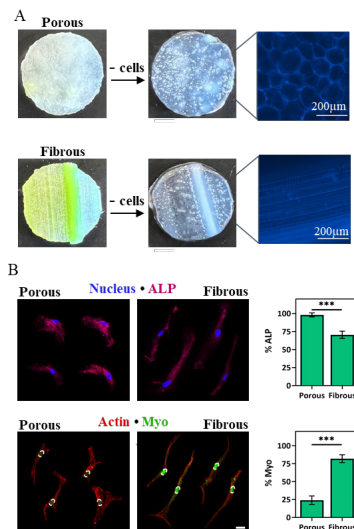 A
Porous
- cells
200µm
Fibrous
- cells
200µm
B
Porous Nucleus • ALP Fibrous
***
100
75
50
25
0
% ALP
Porous Fibrous
Porous Actin • Myo Fibrous
***
100
75
50
25
0
% Myo
Porous Fibrous